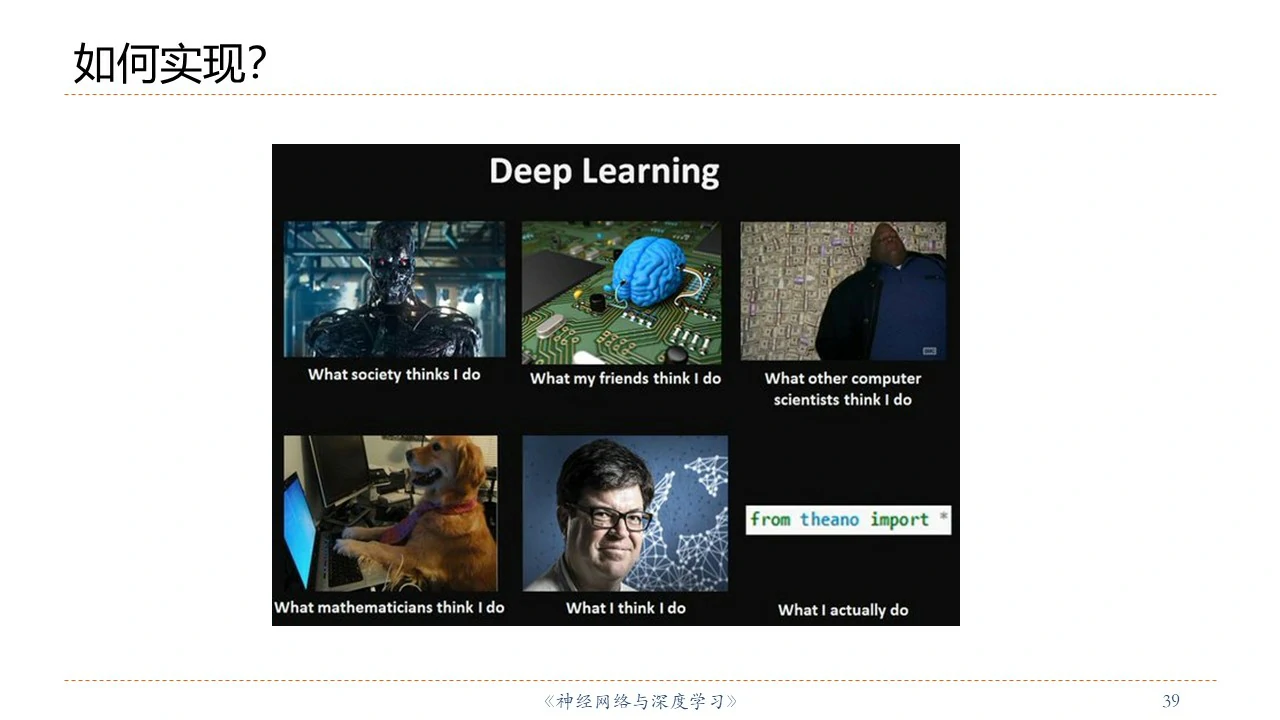 如何实现?
Deep Learning
What society thinks I do
What my friends think I do
What other computer
scientists think I do
What mathematicians think I do
What I think I do
from theano import *
What I actually do
《神经网络与深度学习》
39